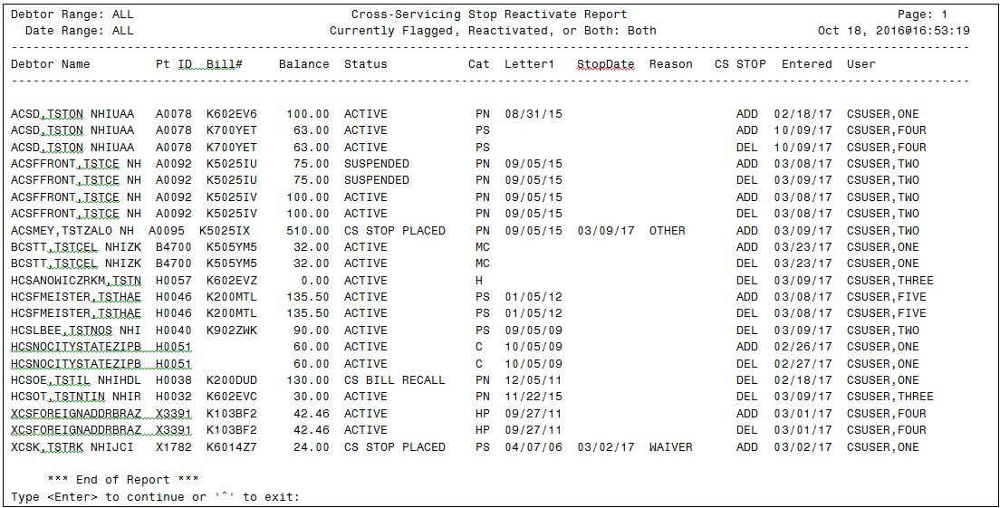 Debtor Range: ALL Cross-Servicing Stop Reactivate Report Page: 1
Date Range: ALL Currently Flagged, Reactivated, or Both: Both Oct 18, 2016@16:53:19
------------------------------------------------------------------------------------------------------------------------------------
Debtor Name Pt ID Bill# Balance Status Cat Letter1 StopDate Reason CS STOP Entered User
------------------------------------------------------------------------------------------------------------------------------------
ACSD,TSTON NHIUAA A0078 K602EV6 100.00 ACTIVE PN 08/31/15 ADD 02/18/17 CSUSER,ONE
ACSD,TSTON NHIUAA A0078 K700YET 63.00 ACTIVE PS ADD 10/09/17 CSUSER,FOUR
ACSD,TSTON NHIUAA A0078 K700YET 63.00 ACTIVE PS DEL 10/09/17 CSUSER,FOUR
ACSFFRONT,TSTCE NH A0092 K5025IU 75.00 SUSPENDED PN 09/05/15 ADD 03/08/17 CSUSER,TWO
ACSFFRONT,TSTCE NH A0092 K5025IU 75.00 SUSPENDED PN 09/05/15 DEL 03/09/17 CSUSER,TWO
ACSFFRONT,TSTCE NH A0092 K5025IV 100.00 ACTIVE PN 09/05/15 ADD 03/08/17 CSUSER,TWO
ACSFFRONT,TSTCE NH A0092 K5025IV 100.00 ACTIVE PN 09/05/15 DEL 03/08/17 CSUSER,TWO
ACSMEY,TSTZALO NH A0095 K5025IX 510.00 CS STOP PLACED PN 09/05/15 03/09/17 OTHER ADD 03/09/17 CSUSER,TWO
BCSTT,TSTCEL NHIZK B4700 K505YM5 32.00 ACTIVE MC ADD 03/23/17 CSUSER,ONE
BCSTT,TSTCEL NHIZK B4700 K505YM5 32.00 ACTIVE MC DEL 03/23/17 CSUSER,ONE
HCSANOWICZRKM,TSTN H0057 K602EVZ 0.00 ACTIVE H DEL 03/09/17 CSUSER,THREE
HCSFMEISTER,TSTHAE H0046 K200MTL 135.50 ACTIVE PS 01/05/12 ADD 03/08/17 CSUSER,FIVE
HCSFMEISTER,TSTHAE H0046 K200MTL 135.50 ACTIVE PS 01/05/12 DEL 03/08/17 CSUSER,FIVE
HCSLBEE,TSTNOS NHI H0040 K902ZWK 90.00 ACTIVE PS 09/05/09 DEL 03/09/17 CSUSER,TWO
HCSNOCITYSTATEZIPB H0051 60.00 ACTIVE C 10/05/09 ADD 02/26/17 CSUSER,ONE
HCSNOCITYSTATEZIPB H0051 60.00 ACTIVE C 10/05/09 DEL 02/27/17 CSUSER,ONE
HCSOE,TSTIL NHIHDL H0038 K200DUD 130.00 CS BILL RECALL PN 12/05/11 DEL 02/18/17 CSUSER,ONE
HCSOT,TSTNTIN NHIR H0032 K602EVC 30.00 ACTIVE PN 11/22/15 DEL 03/09/17 CSUSER,THREE
XCSFOREIGNADDRBRAZ X3391 K103BF2 42.46 ACTIVE HP 09/27/11 ADD 03/01/17 CSUSER,FOUR
XCSFOREIGNADDRBRAZ X3391 K103BF2 42.46 ACTIVE HP 09/27/11 DEL 03/01/17 CSUSER,FOUR
XCSK,TSTRK NHIJCI X1782 K6014Z7 24.00 CS STOP PLACED PS 04/07/06 03/02/17 WAIVER ADD 03/02/17 CSUSER,ONE
*** End of Report ***
Type <Enter> to continue or '^' to exit: